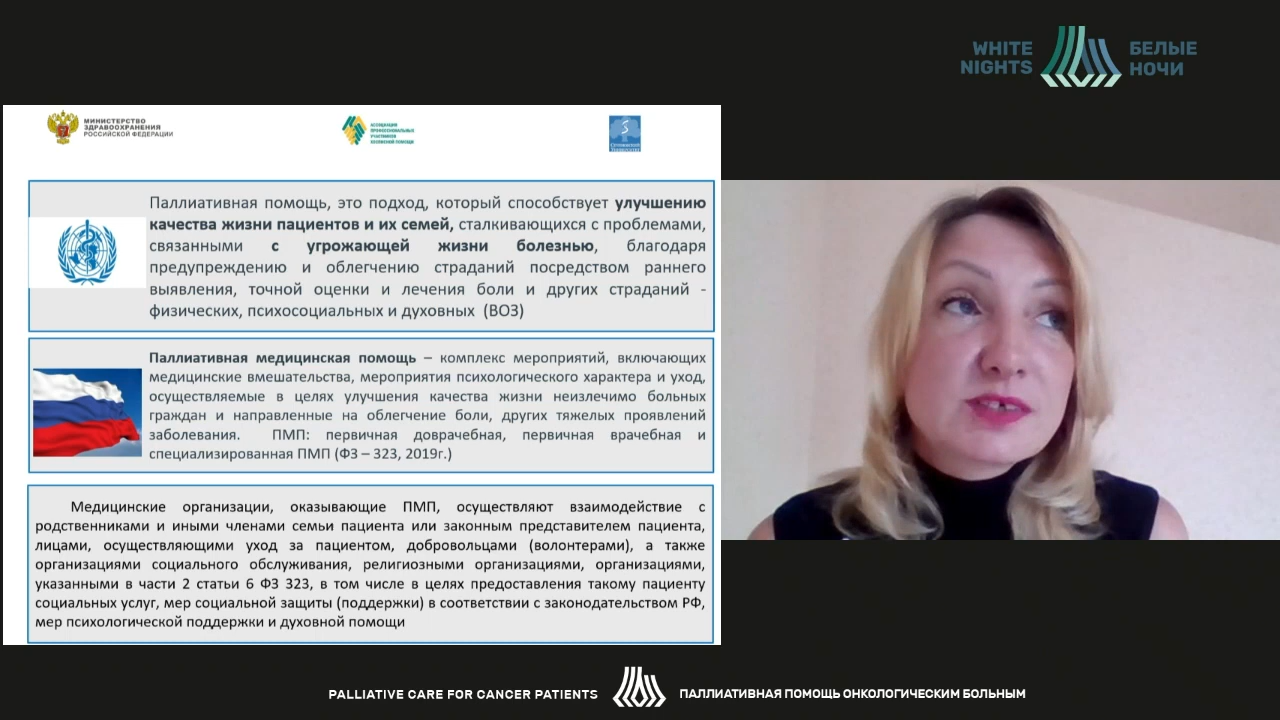 WHITE
NIGHTS
БЕЛЫЕ
НОЧИ
МИНИСТЕРСТВО
ЗДРАВООХРАНЕНИЯ
РОССИЙСКОЙ ФЕДЕРАЦИИ
АССОЦИАЦИЯ
ПРОФЕССИОНАЛЬНЫХ
УЧАСТНИКОВ
ХОСПИСНОЙ ПОМОЩИ
Паллиативная помощь, это подход, который способствует улучшению
качества жизни пациентов и их семей, сталкивающихся с проблемами,
связанными с угрожающей жизни болезнью, благодаря
предупреждению и облегчению страданий посредством раннего
выявления, точной оценки и лечения боли и других страданий -
физических, психосоциальных и духовных (ВОЗ)
Паллиативная медицинская помощь – комплекс мероприятий, включающих
медицинские вмешательства, мероприятия психологического характера и уход,
осуществляемые в целях улучшения качества жизни неизлечимо больных
граждан и направленные на облегчение боли, других тяжелых проявлений
заболевания. ПМП: первичная доврачебная, первичная врачебная и
специализированная ПМП (ФЗ – 323, 2019г.)
Медицинские организации, оказывающие ПМП, осуществляют взаимодействие с
родственниками и иными членами семьи пациента или законным представителем пациента,
лицами, осуществляющими уход за пациентом, добровольцами (волонтерами), а также
организациями социального обслуживания, религиозными организациями, организациями,
указанными в части 2 статьи 6 ФЗ 323, в том числе в целях предоставления такому пациенту
социальных услуг, мер социальной защиты (поддержки) в соответствии с законодательством РФ,
мер психологической поддержки и духовной помощи
PALLIATIVE CARE FOR CANCER PATIENTS
ПАЛЛИАТИВНАЯ ПОМОЩЬ ОНКОЛОГИЧЕСКИМ БОЛЬНЫМ